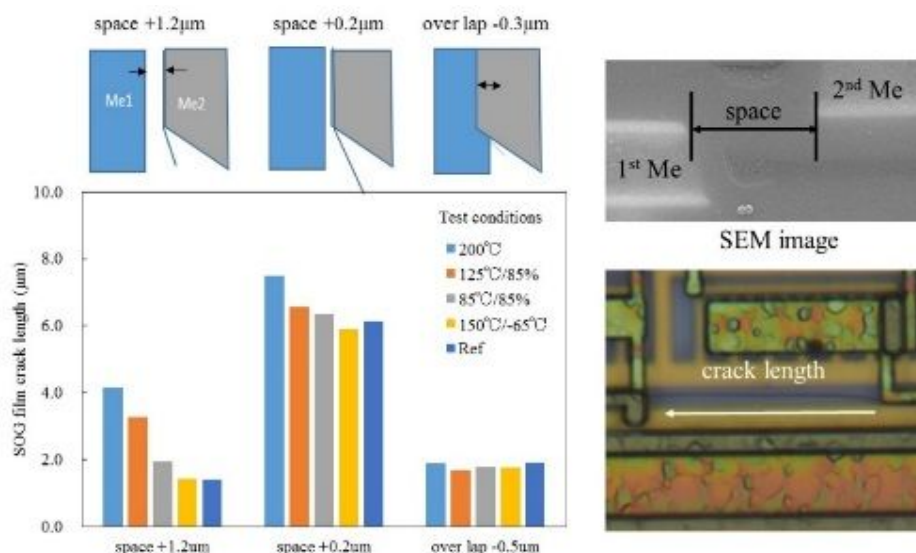 space +1.2μm
space +0.2μm
over lap -0.3μm
Me1
Me2
10.0
8.0
6.0
4.0
2.0
0.0
SOG film crack length (μm)
Test conditions
200℃
125℃/85%
85℃/85%
150℃/-65℃
Ref
space +1.2um
space +0.2um
over lap -0.5um
2nd Me
space
1st Me
SEM image
crack length